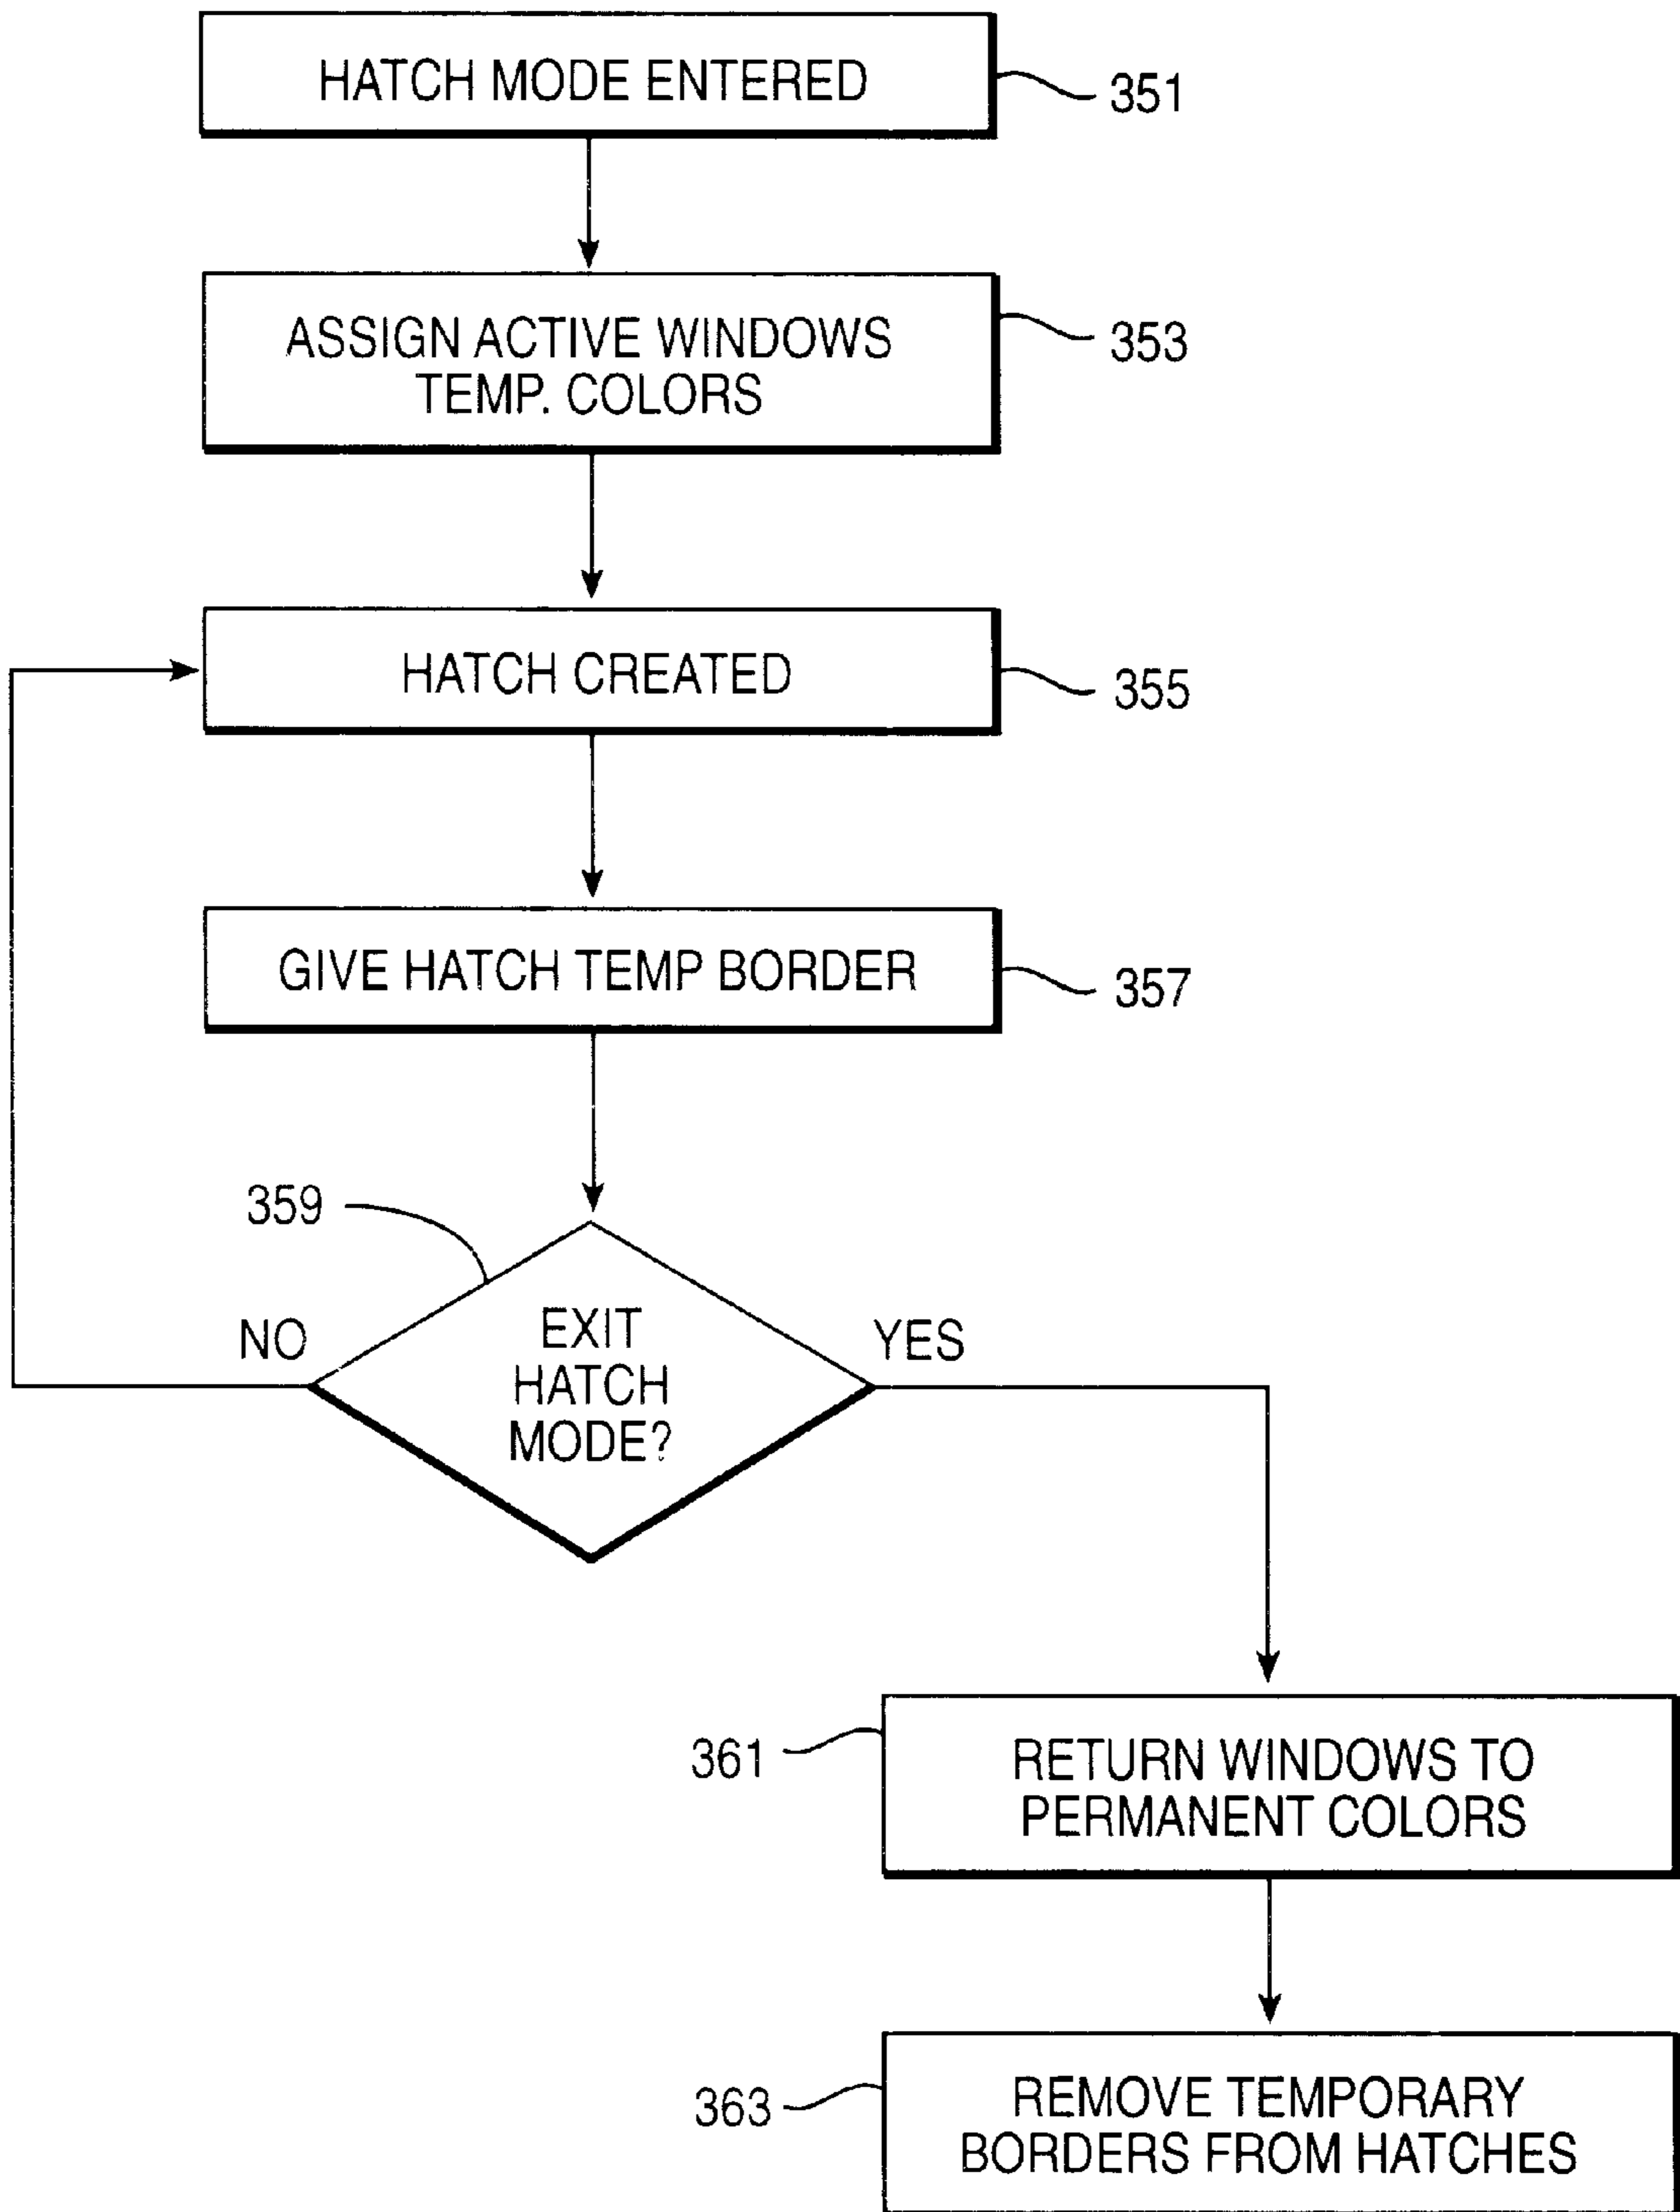 HATCH MODE ENTERED
351
ASSIGN ACTIVE WINDOWS
TEMP. COLORS
353
HATCH CREATED
355
GIVE HATCH TEMP BORDER
357
359
NO
EXIT
HATCH
MODE?
YES
361
RETURN WINDOWS TO
PERMANENT COLORS
363
REMOVE TEMPORARY
BORDERS FROM HATCHES